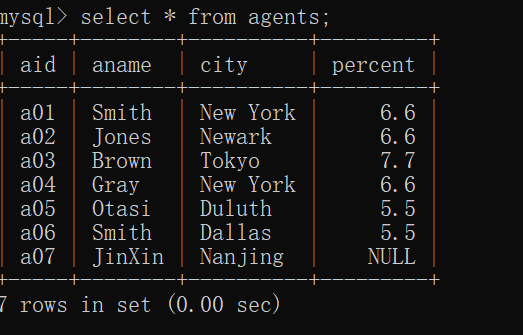 mysql> select * from agents;
+-----+--------+----------+---------+
| aid | aname | city | percent |
+-----+--------+----------+---------+
| a01 | Smith | New York | 6.6 |
| a02 | Jones | Newark | 6.6 |
| a03 | Brown | Tokyo | 7.7 |
| a04 | Gray | New York | 6.6 |
| a05 | Otasi | Duluth | 5.5 |
| a06 | Smith | Dallas | 5.5 |
| a07 | JinXin | Nanjing | NULL |
+-----+--------+----------+---------+
7 rows in set (0.00 sec)